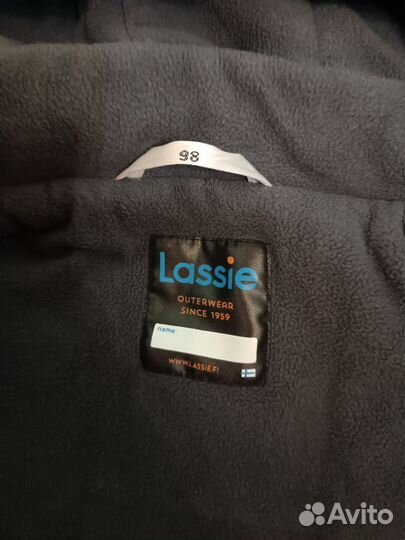 98
Lassie
OUTERWEAR
SINCE 1959
name
WWW.LASSIE.FI
Avito